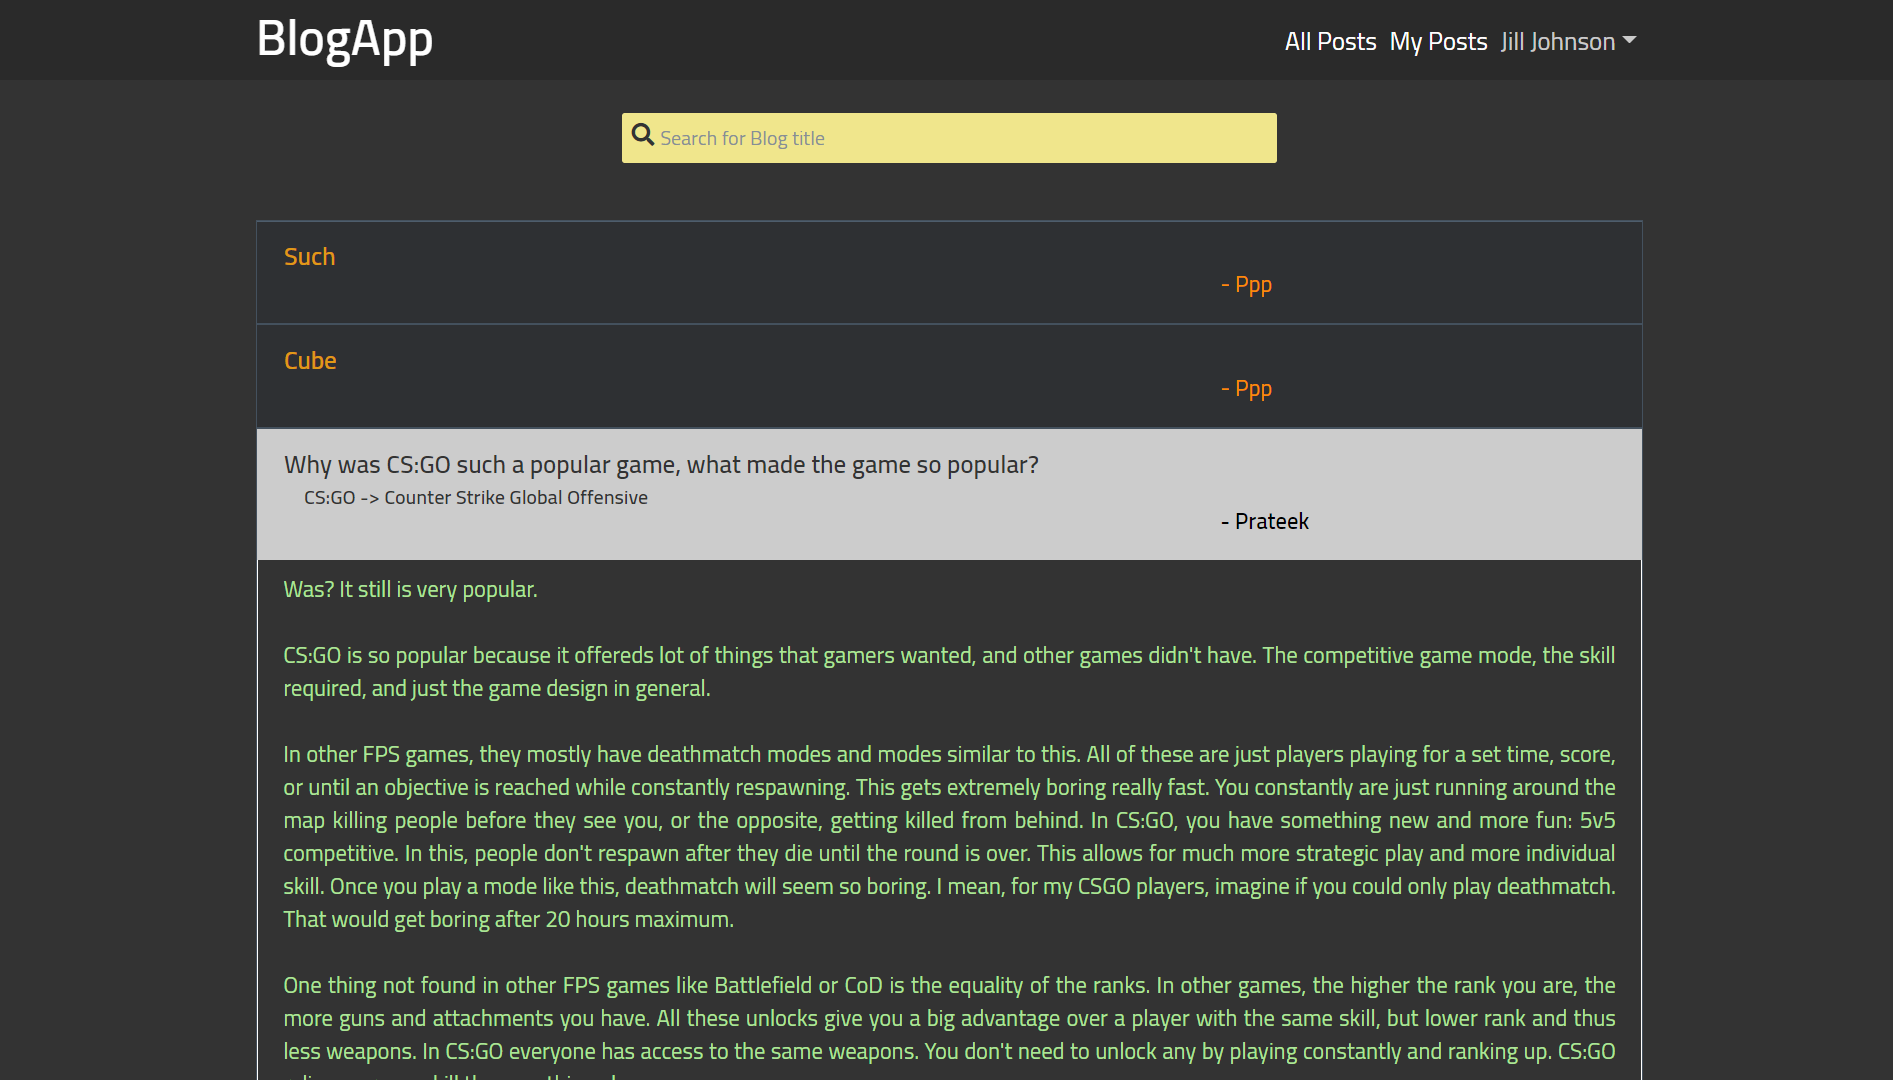 BlogApp
All Posts My Posts Jill Johnson
Search for Blog title
Such
- Ppp
Cube
- Ppp
Why was CS:GO such a popular game, what made the game so popular?
CS:GO -> Counter Strike Global Offensive
- Prateek
Was? It still is very popular.
CS:GO is so popular because it offereds lot of things that gamers wanted, and other games didn't have. The competitive game mode, the skill
required, and just the game design in general.
In other FPS games, they mostly have deathmatch modes and modes similar to this. All of these are just players playing for a set time, score,
or until an objective is reached while constantly respawning. This gets extremely boring really fast. You constantly are just running around the
map killing people before they see you, or the opposite, getting killed from behind. In CS:GO, you have something new and more fun: 5v5
competitive. In this, people don't respawn after they die until the round is over. This allows for much more strategic play and more individual
skill. Once you play a mode like this, deathmatch will seem so boring. I mean, for my CSGO players, imagine if you could only play deathmatch.
That would get boring after 20 hours maximum.
One thing not found in other FPS games like Battlefield or CoD is the equality of the ranks. In other games, the higher the rank you are, the
more guns and attachments you have. All these unlocks give you a big advantage over a player with the same skill, but lower rank and thus
less weapons. In CS:GO everyone has access to the same weapons. You don't need to unlock any by playing constantly and ranking up. CS:GO